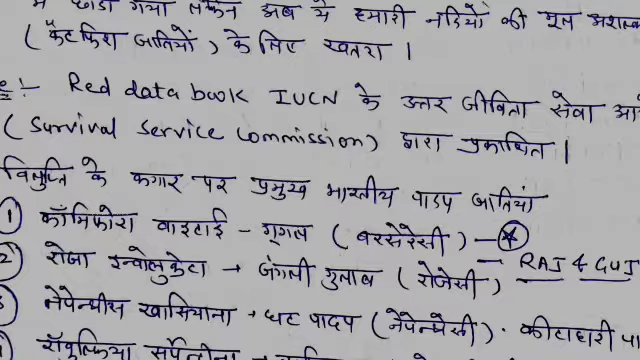 में छोड़ा गया लेकिन अब ये हमारी नदियों की मूल
(कैटफिश जातियों) के लिए खतरा ।
:- Red data book IUCN के उत्तर जीविता सेवा
(Survival Service Commission) द्वारा प्रकाशित ।
विलुप्ति के कगार पर प्रमुख भारतीय पादप जातियां
① कॉमिफोरा वाइटाई - गूगल (बरसेरेसी) -
② रोजा इन्वोलुकेटा → जंगली गुलाब (रोजेसी) - RAJ & GUJ
नेपेन्थीस खासियाना → घट पादप (नेपेन्थेसी) . कीटाहारी
सर्पेन्टीना →